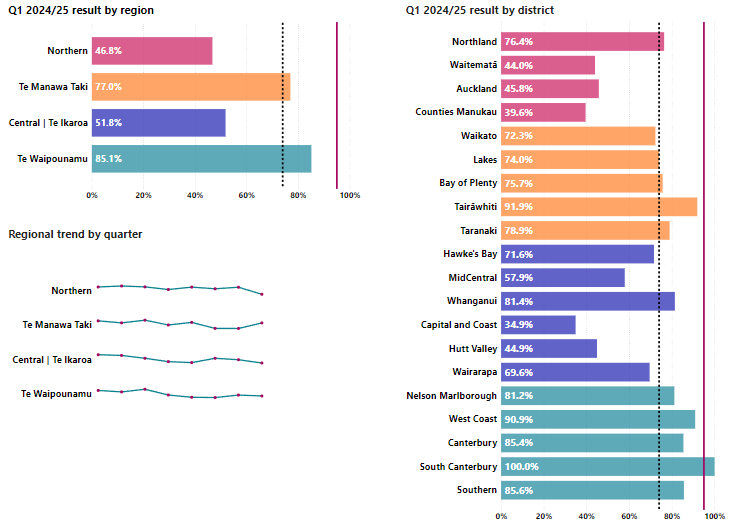 Q1 2024/25 result by region
Northern 46.8%
Te Manawa Taki 77.0%
Central | Te Ikaroa 51.8%
Te Waipounamu 85.1%
0% 20% 40% 60% 80% 100%
Regional trend by quarter
Northern
Te Manawa Taki
Central | Te Ikaroa
Te Waipounamu
Q1 2024/25 result by district
Northland 76.4%
Waitematā 44.0%
Auckland 45.8%
Counties Manukau 39.6%
Waikato 72.3%
Lakes 74.0%
Bay of Plenty 75.7%
Tairāwhiti 91.9%
Taranaki 78.9%
Hawke's Bay 71.6%
MidCentral 57.9%
Whanganui 81.4%
Capital and Coast 34.9%
Hutt Valley 44.9%
Wairarapa 69.6%
Nelson Marlborough 81.2%
West Coast 90.9%
Canterbury 85.4%
South Canterbury 100.0%
Southern 85.6%
0% 20% 40% 60% 80% 100%